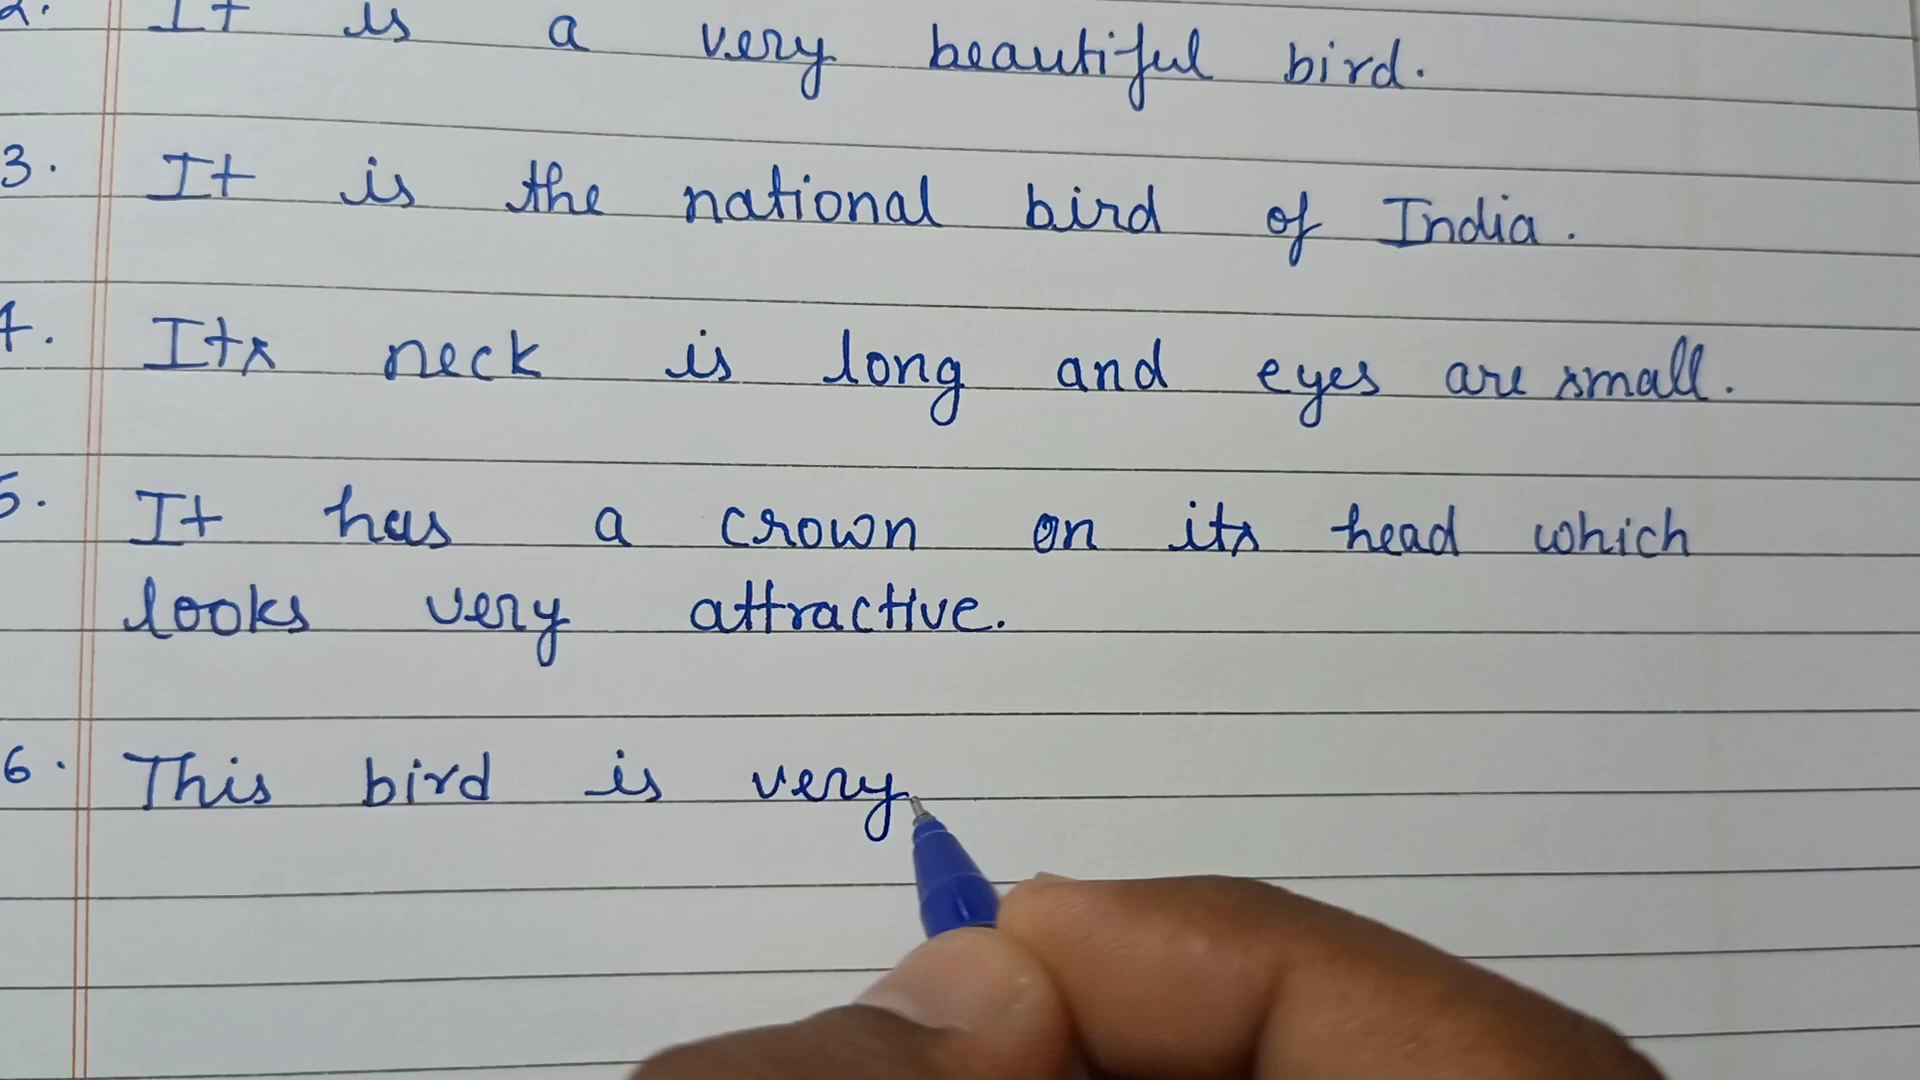 2. It is a very beautiful bird.
3. It is the national bird of India.
4. Its neck is long and eyes are small.
5. It has a crown on its head which
looks very attractive.
6. This bird is very